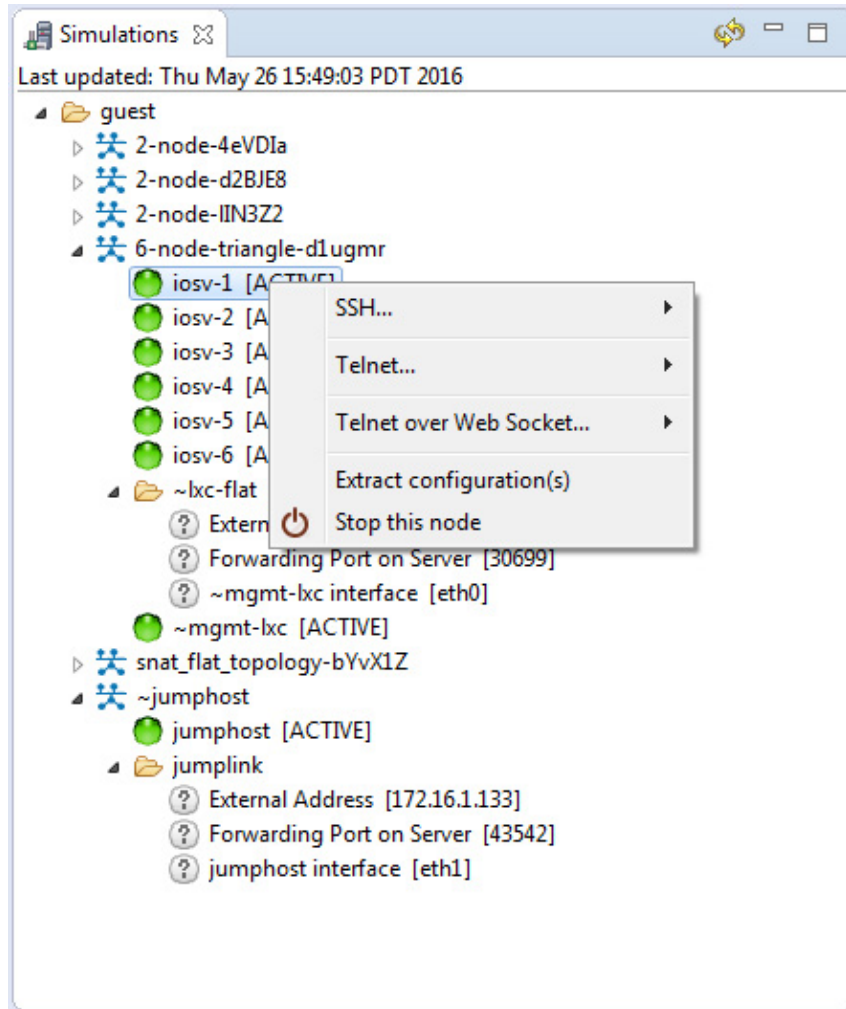 Simulations
Last updated: Thu May 26 15:49:03 PDT 2016
guest
2-node-4eVDIa
2-node-d2BJE8
2-node-lIN3Z2
6-node-triangle-d1ugmr
iosv-1 [ACTIVE]
SSH...
iosv-2 [A
iosv-3 [A
Telnet...
iosv-4 [A
iosv-5 [A
Telnet over Web Socket...
iosv-6 [A
~lxc-flat
Extract configuration(s)
Extern
Stop this node
Forwarding Port on Server [30699]
~mgmt-lxc interface [eth0]
~mgmt-lxc [ACTIVE]
snat_flat_topology-bYvX1Z
~jumphost
jumphost [ACTIVE]
jumplink
External Address [172.16.1.133]
Forwarding Port on Server [43542]
jumphost interface [eth1]